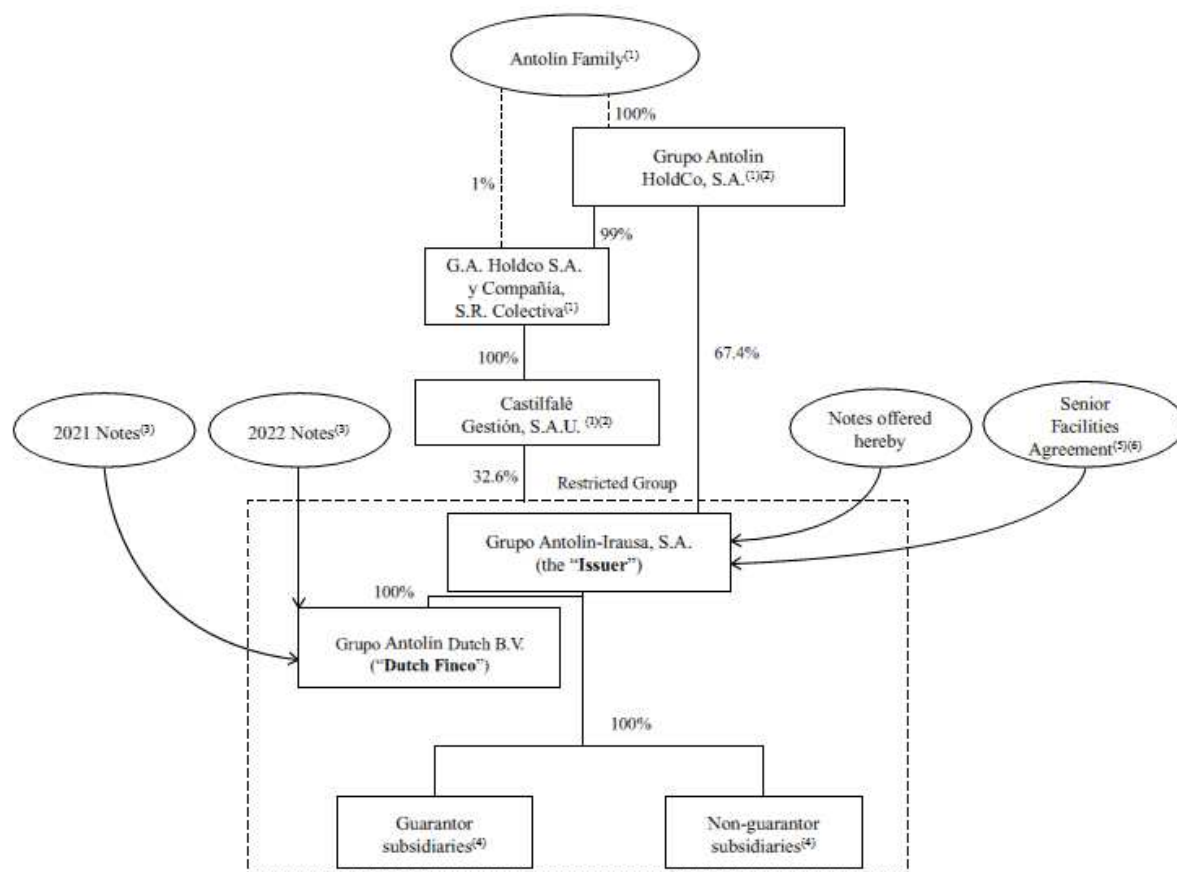 Antolín Family(1)
100%
Grupo Antolin
HoldCo, S.A.(1)(2)
1%
99%
G.A. Holdco S.A.
y Compañía,
S.R. Colectiva(1)
100%
67.4%
Castilfalé
Gestión, S.A.U. (1)(2)
2021 Notes(3)
2022 Notes(3)
Notes offered
hereby
Senior
Facilities
Agreement(5)(6)
32.6%
Restricted Group
Grupo Antolin-Irausa, S.A.
(the “Issuer”)
100%
Grupo Antolin Dutch B.V.
(“Dutch Finco”)
100%
Guarantor
subsidiaries(4)
Non-guarantor
subsidiaries(4)